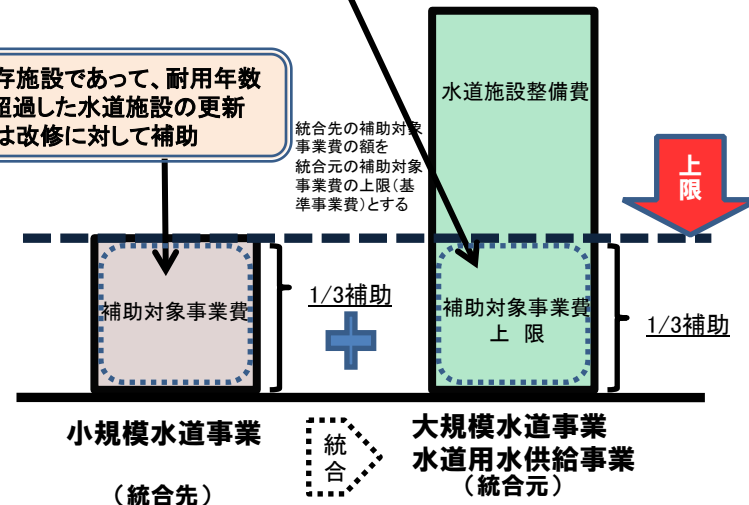 存施設であって、耐用年数
超過した水道施設の更新
は改修に対して補助
統合先の補助対象
事業費の額を
統合元の補助対象
事業費の上限(基
準事業費)とする
水道施設整備費
上
限
補助対象事業費
1/3補助
補助対象事業費
上 限
1/3補助
小規模水道事業
(統合先)
統
合
大規模水道事業
水道用水供給事業
(統合元)